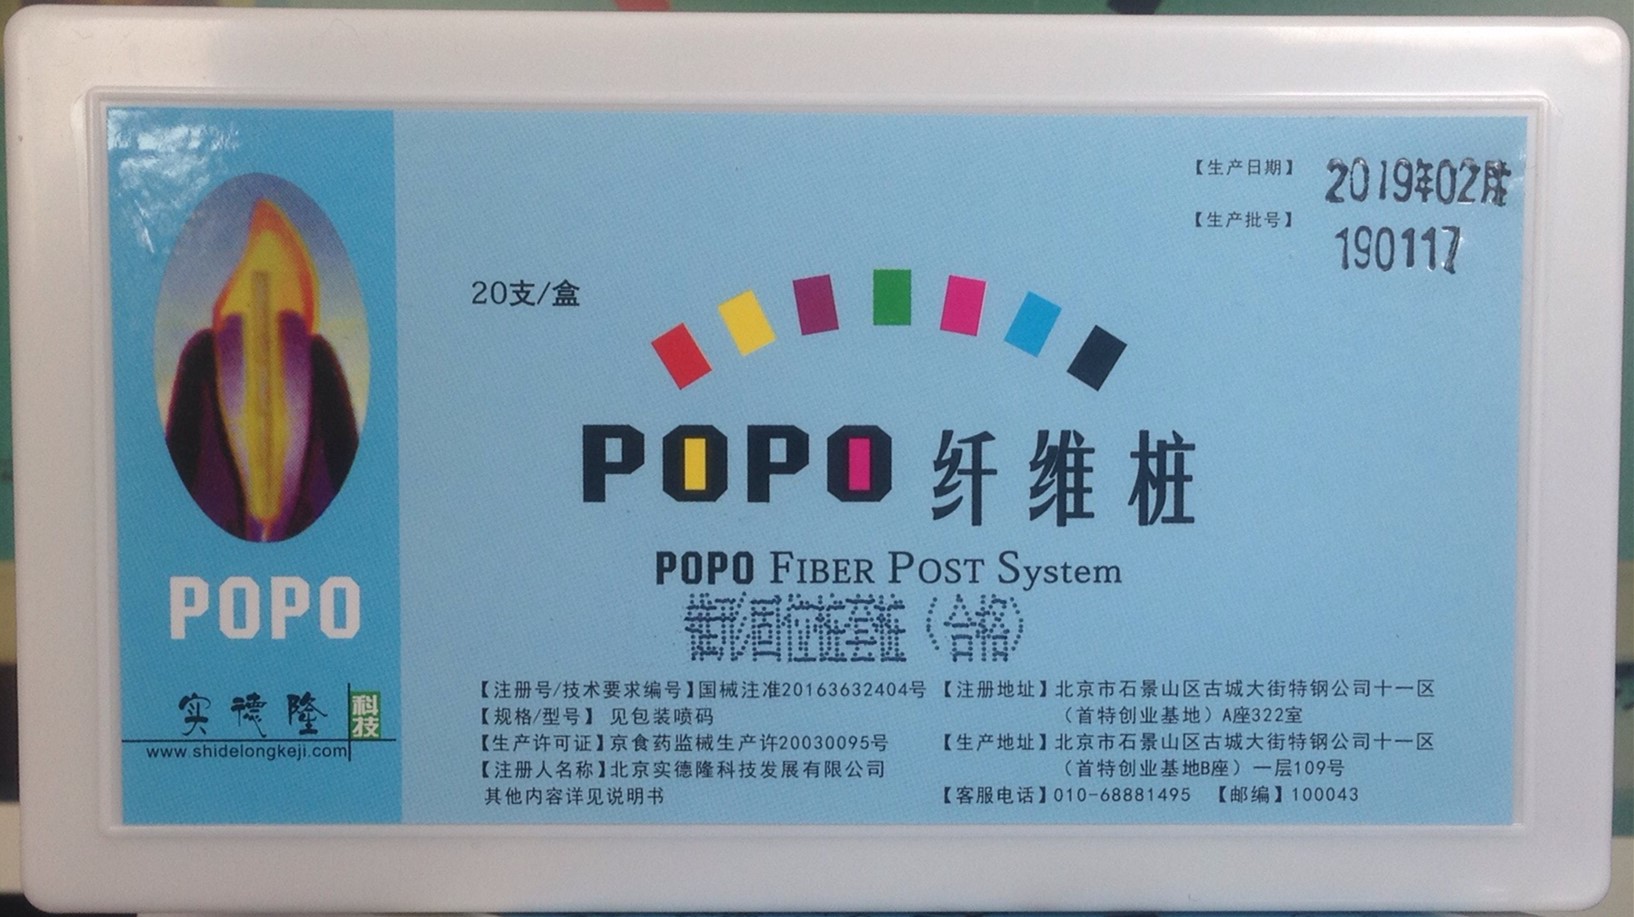 【生产日期】 2019年02月
【生产批号】 190117
20支/盒
POPO 纤维桩
POPO FIBER POST System
锥形固位桩套桩（合格）
POPO
实德隆 科技
www.shidelongkeji.com
【注册号/技术要求编号】国械注准20163632404号
【规格/型号】 见包装喷码
【生产许可证】京食药监械生产许20030095号
【注册人名称】北京实德隆科技发展有限公司
其他内容详见说明书
【注册地址】北京市石景山区古城大街特钢公司十一区
（首特创业基地）A座322室
【生产地址】北京市石景山区古城大街特钢公司十一区
（首特创业基地B座）一层109号
【客服电话】010-68881495 【邮编】100043